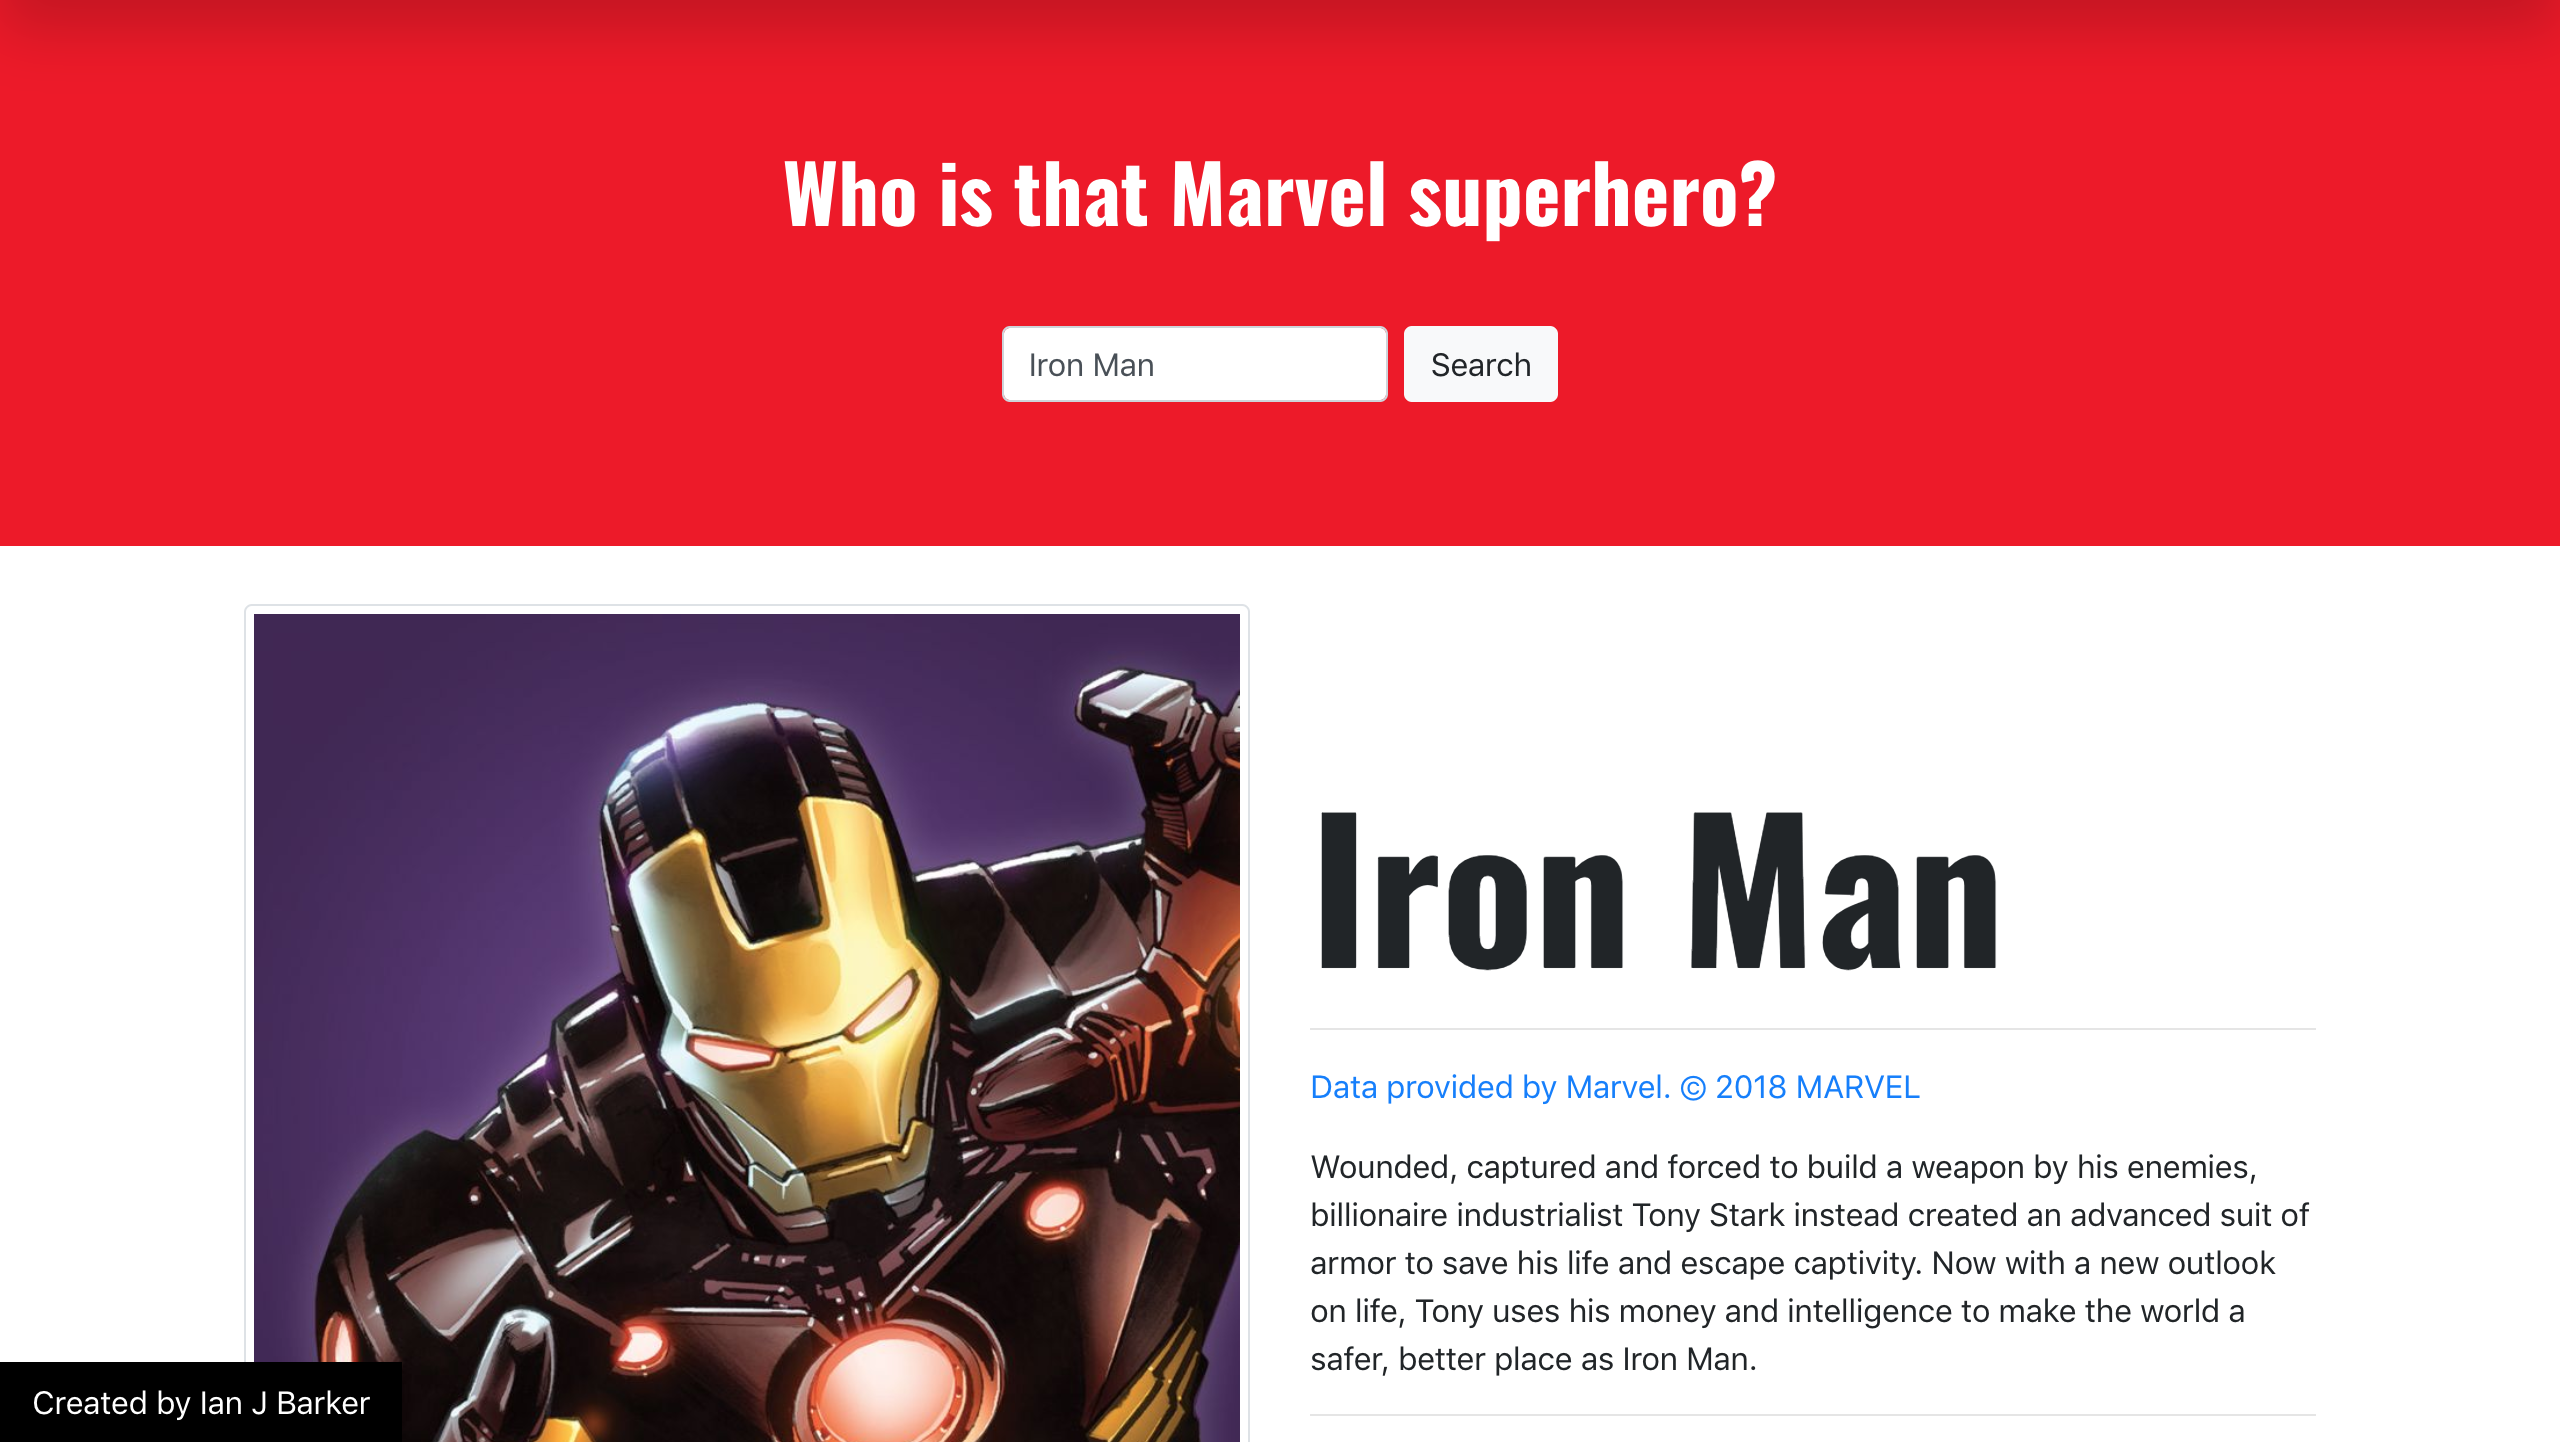 Who is that Marvel superhero?
Iron Man
Search
Iron Man
Data provided by Marvel. © 2018 MARVEL
Wounded, captured and forced to build a weapon by his enemies,
billionaire industrialist Tony Stark instead created an advanced suit of
armor to save his life and escape captivity. Now with a new outlook
on life, Tony uses his money and intelligence to make the world a
safer, better place as Iron Man.
Created by Ian J Barker